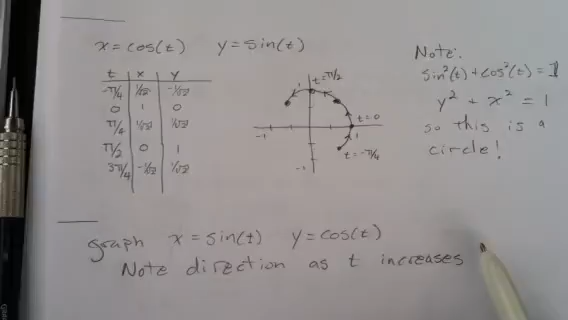 x = cos(t)   y = sin(t)
t | x | y
-π/4 | 1/√2 | -1/√2
0 | 1 | 0
π/4 | 1/√2 | 1/√2
π/2 | 0 | 1
3π/4 | -1/√2 | 1/√2
t=π/2
1
t=0
-1
1
t=-π/4
-1
Note:
sin²(t)+cos²(t)=1
y² + x² = 1
so this is a
circle!
graph x = sin(t) y = cos(t)
Note direction as t increases